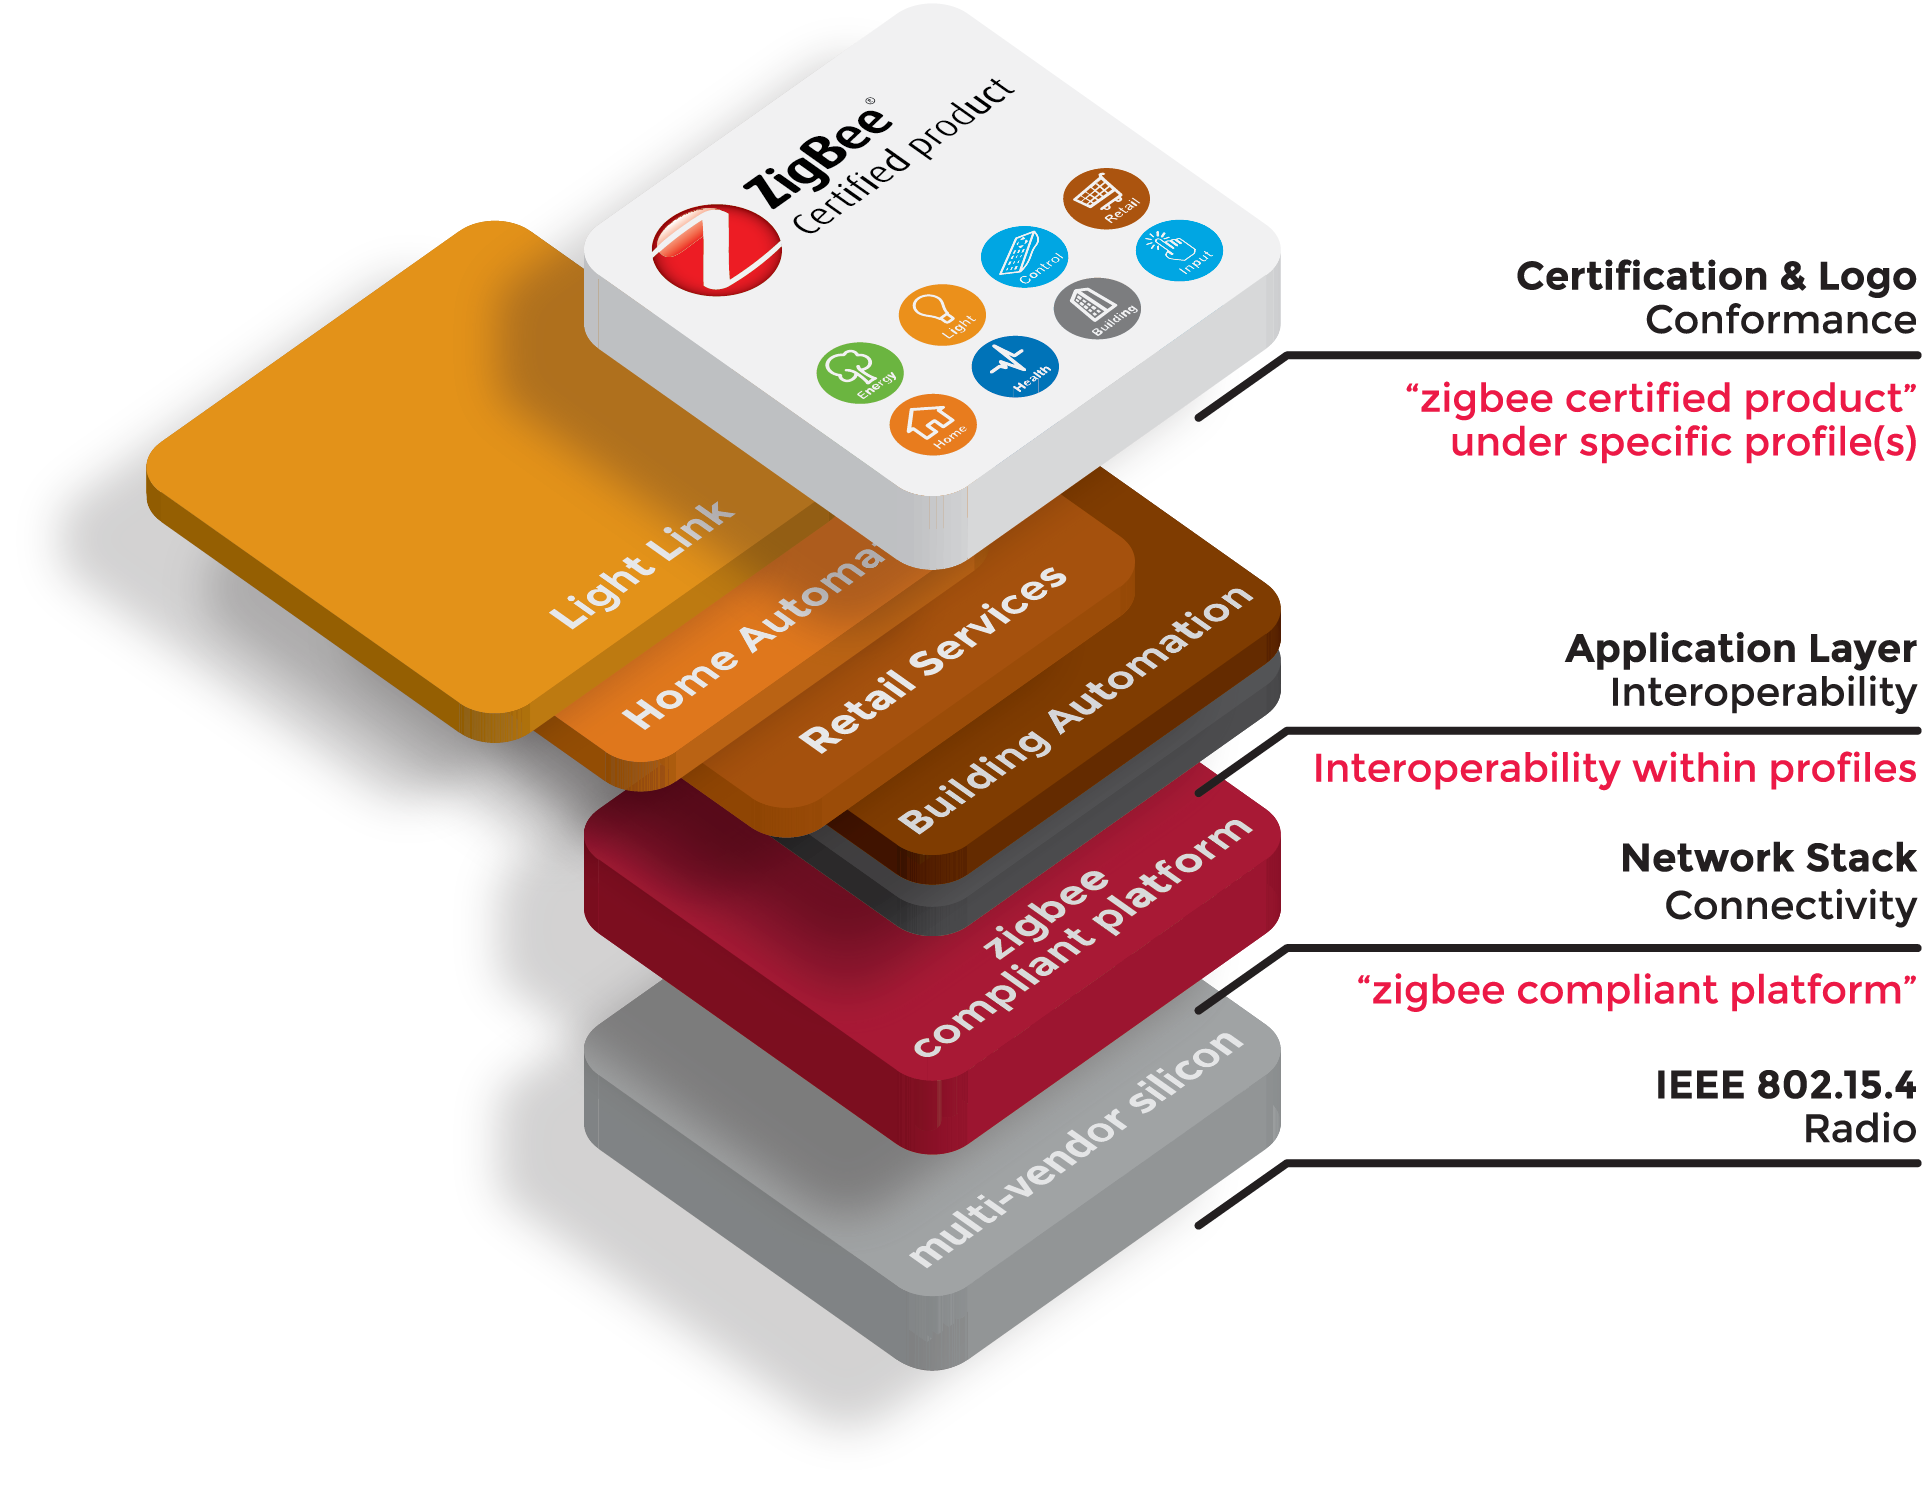 ZigBee®
Certified product
Retail
Control
Input
Light
Building
Energy
Health
Home
Certification & Logo
Conformance
“zigbee certified product”
under specific profile(s)
Light Link
Home Automa
Retail Services
Building Automation
Application Layer
Interoperability
Interoperability within profiles
zigbee
compliant platform
Network Stack
Connectivity
“zigbee compliant platform”
multi-vendor silicon
IEEE 802.15.4
Radio